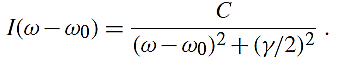 I(ω − ω₀) = C / ((ω − ω₀)² + (γ/2)²) .